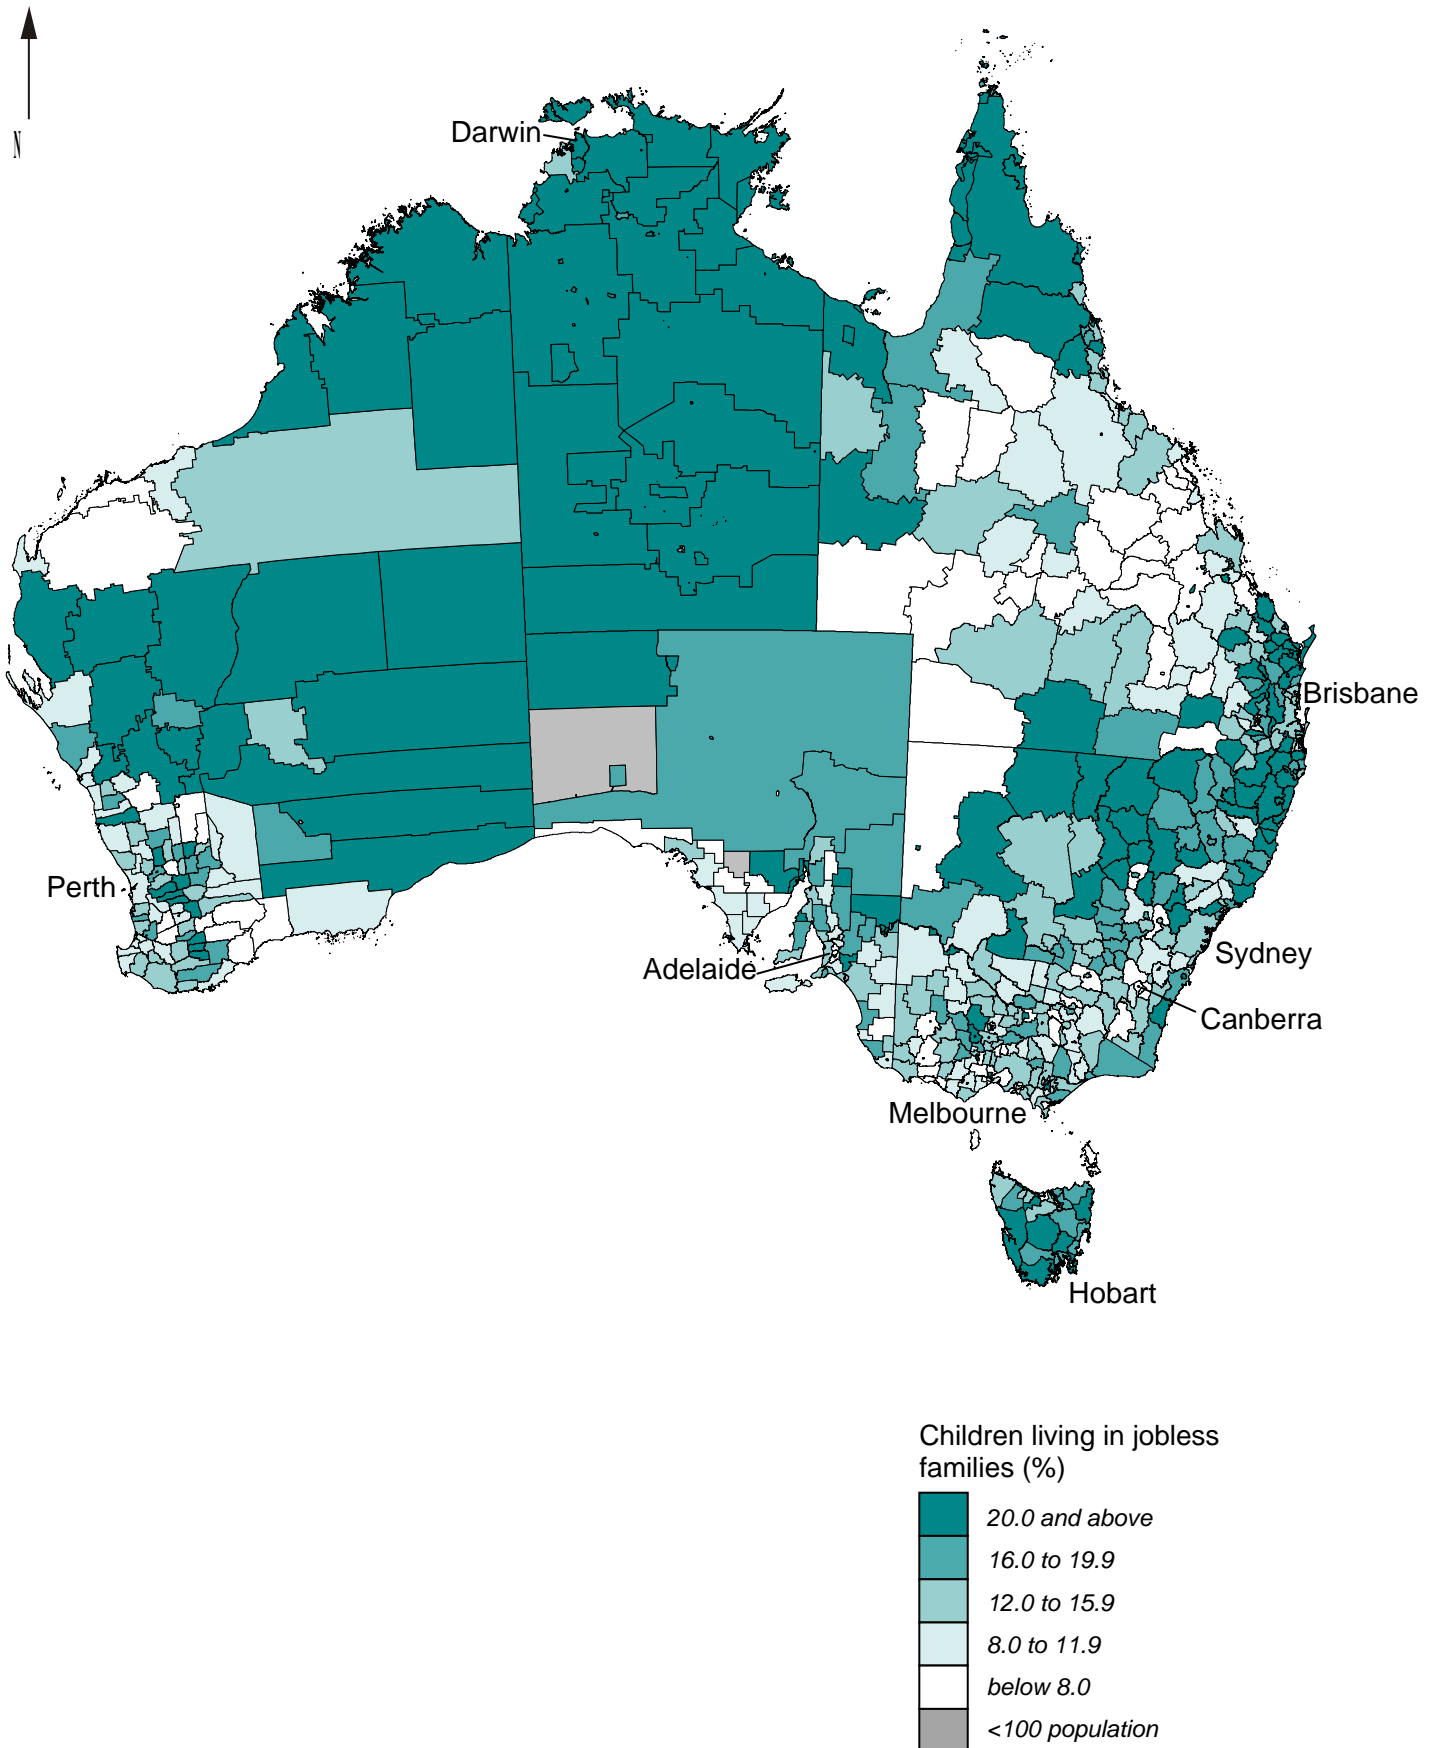 N
Darwin
Brisbane
Perth
Sydney
Adelaide
Canberra
Melbourne
Hobart
Children living in jobless
families (%)
20.0 and above
16.0 to 19.9
12.0 to 15.9
8.0 to 11.9
below 8.0
<100 population